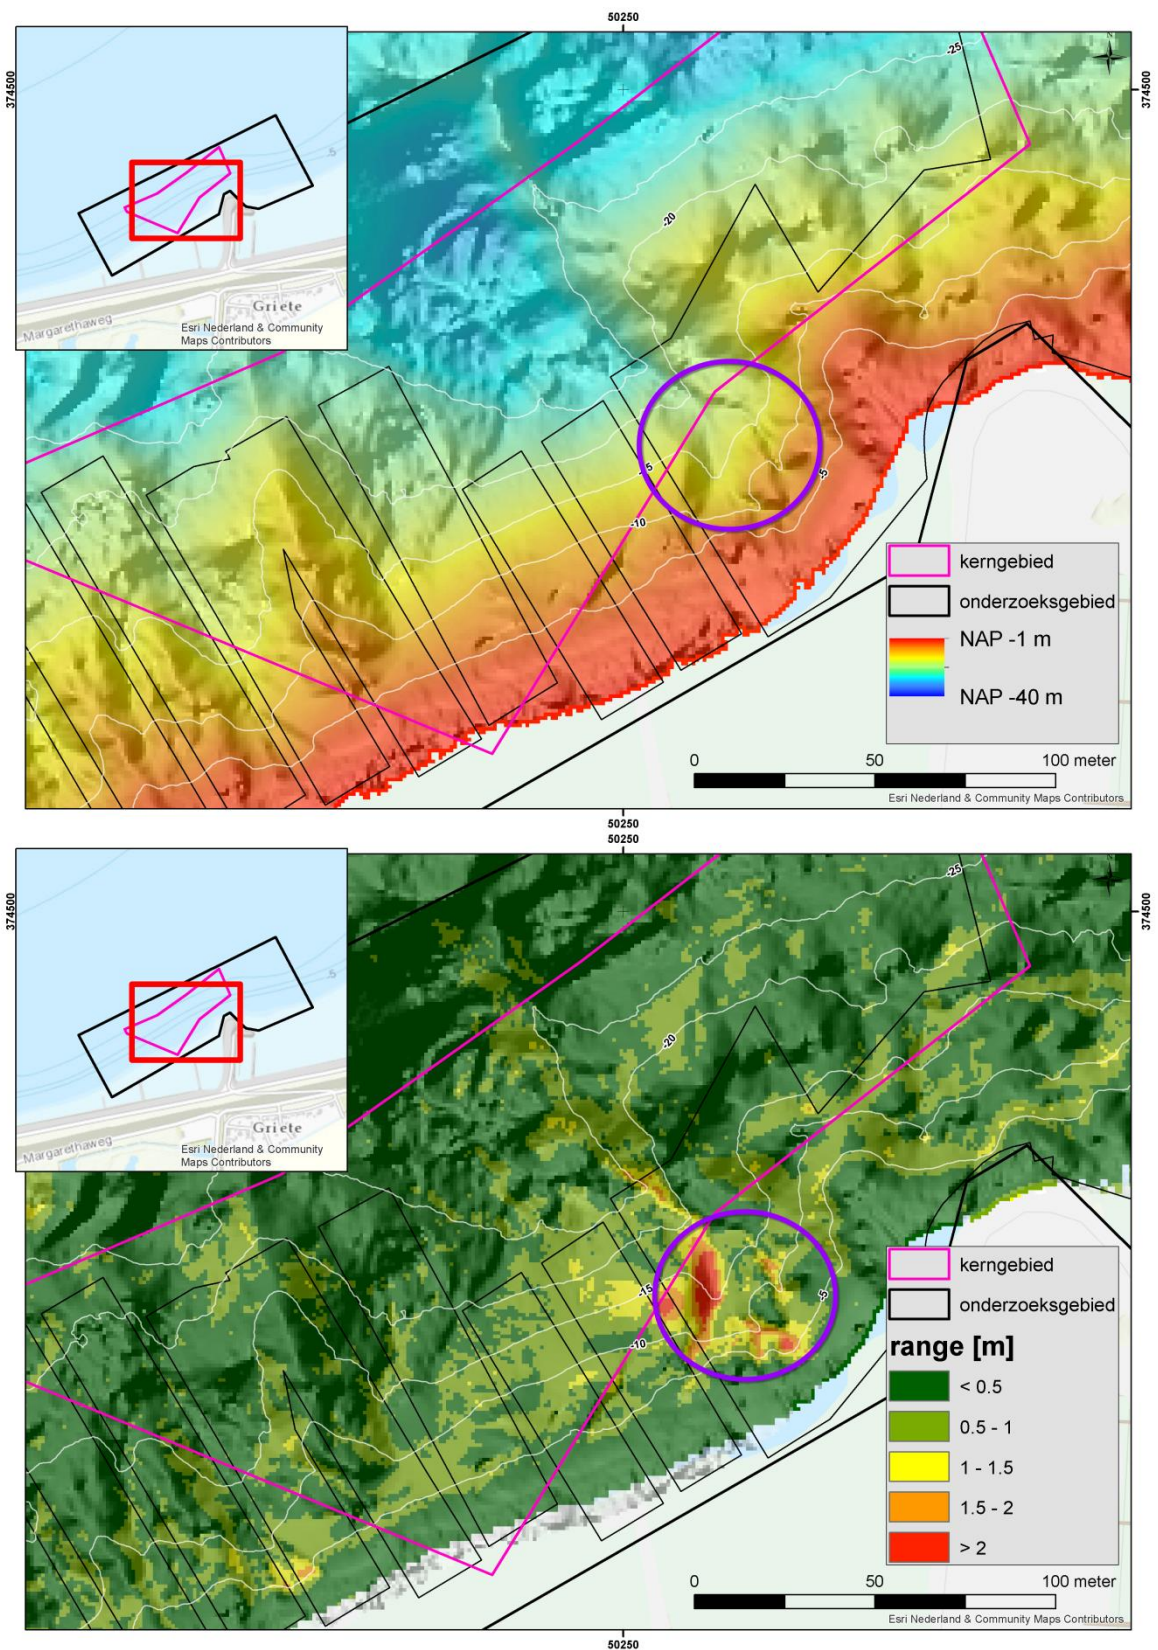 50250
374500
374500
-25
5
-20
Griete
Margarethaweg
Esri Nederland & Community
Maps Contributors
-15
-5
-10
kerngebied
onderzoeksgebied
NAP -1 m
NAP -40 m
0 50 100 meter
Esri Nederland & Community Maps Contributors
50250
50250
-25
374500
374500
5
-20
Griete
Margarethaweg
Esri Nederland & Community
Maps Contributors
-15
-5
-10
kerngebied
onderzoeksgebied
range [m]
< 0.5
0.5 - 1
1 - 1.5
1.5 - 2
> 2
0 50 100 meter
Esri Nederland & Community Maps Contributors
50250